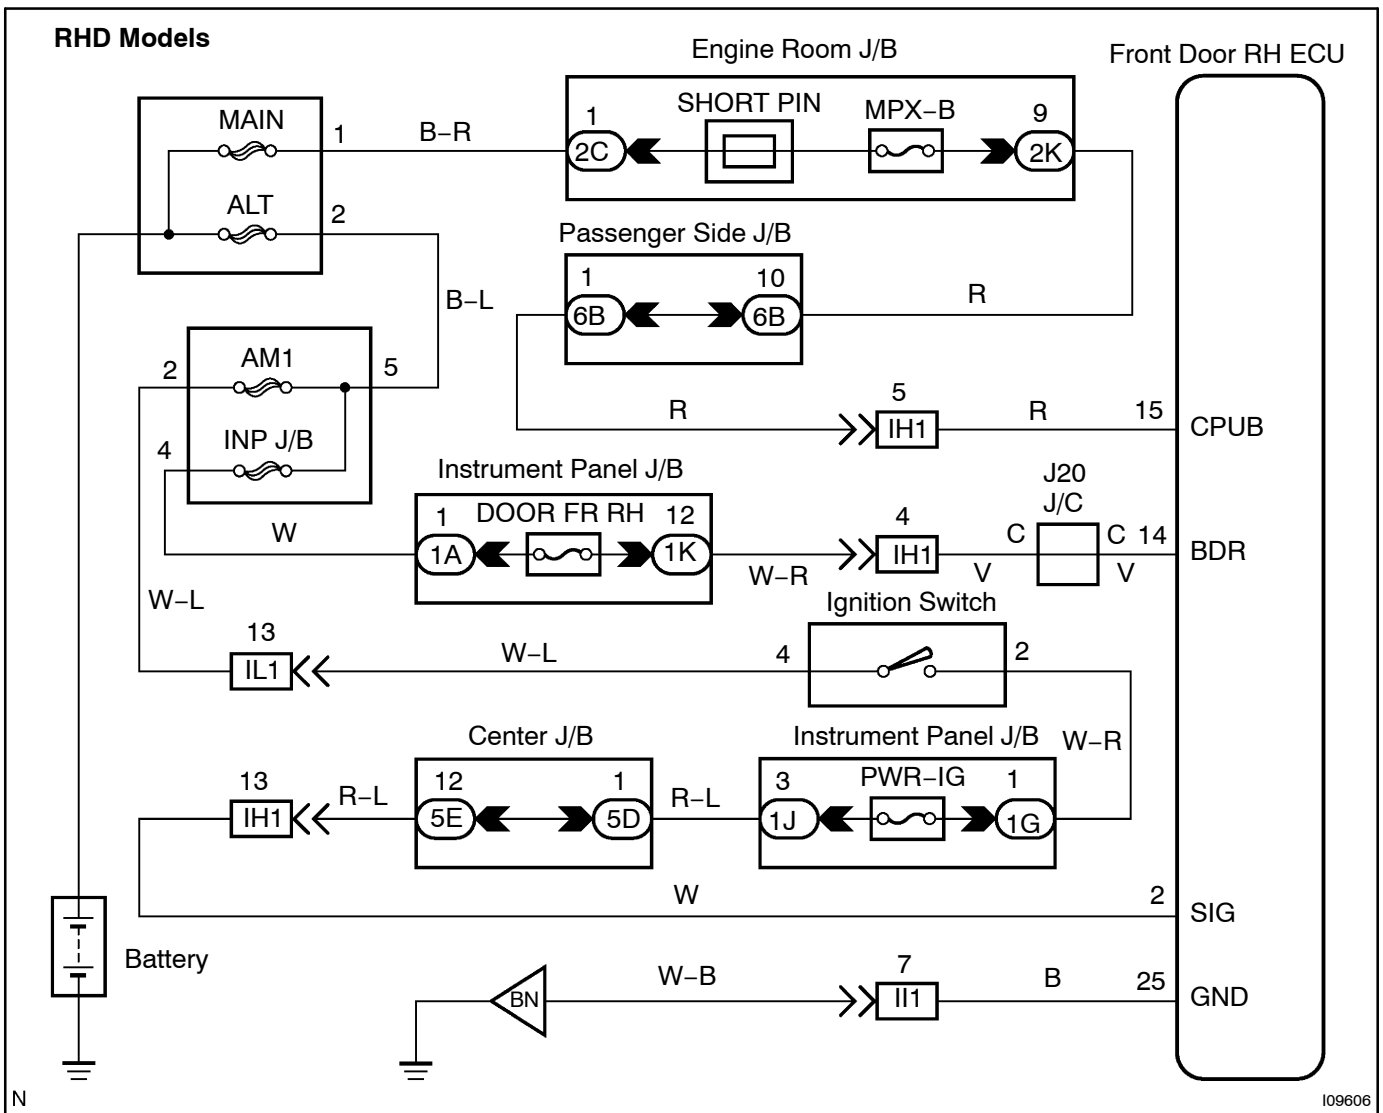 RHD Models
Engine Room J/B
Front Door RH ECU
MAIN
1
B−R
1
2C
SHORT PIN
MPX−B
9
2K
ALT
2
Passenger Side J/B
1
6B
10
6B
R
B−L
2
AM1
5
4
INP J/B
R
5
IH1
R
15
CPUB
Instrument Panel J/B
J20
J/C
W
1
1A
DOOR FR RH
12
1K
W−R
4
IH1
C
V
C
V
14
BDR
Ignition Switch
W−L
13
IL1
W−L
4
2
W−R
Center J/B
Instrument Panel J/B
13
IH1
R−L
12
5E
1
5D
R−L
3
1J
PWR−IG
1
1G
W
2
SIG
Battery
BN
W−B
7
II1
B
25
GND
N
I09606